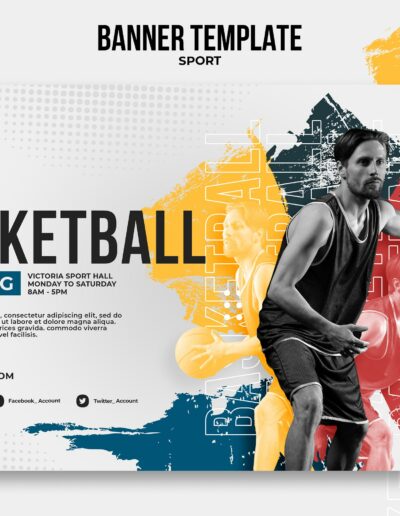 BANNER TEMPLATE
SPORT
KETBALL
G
VICTORIA SPORT HALL
MONDAY TO SATURDAY
8AM - 5PM
, consectetur adipiscing elit, sed do
ut labore et dolore magna aliqua.
rices gravida. commodo viverra
vel facilisis.
OM
Facebook_Account
Twitter_Account
BASKETBALL